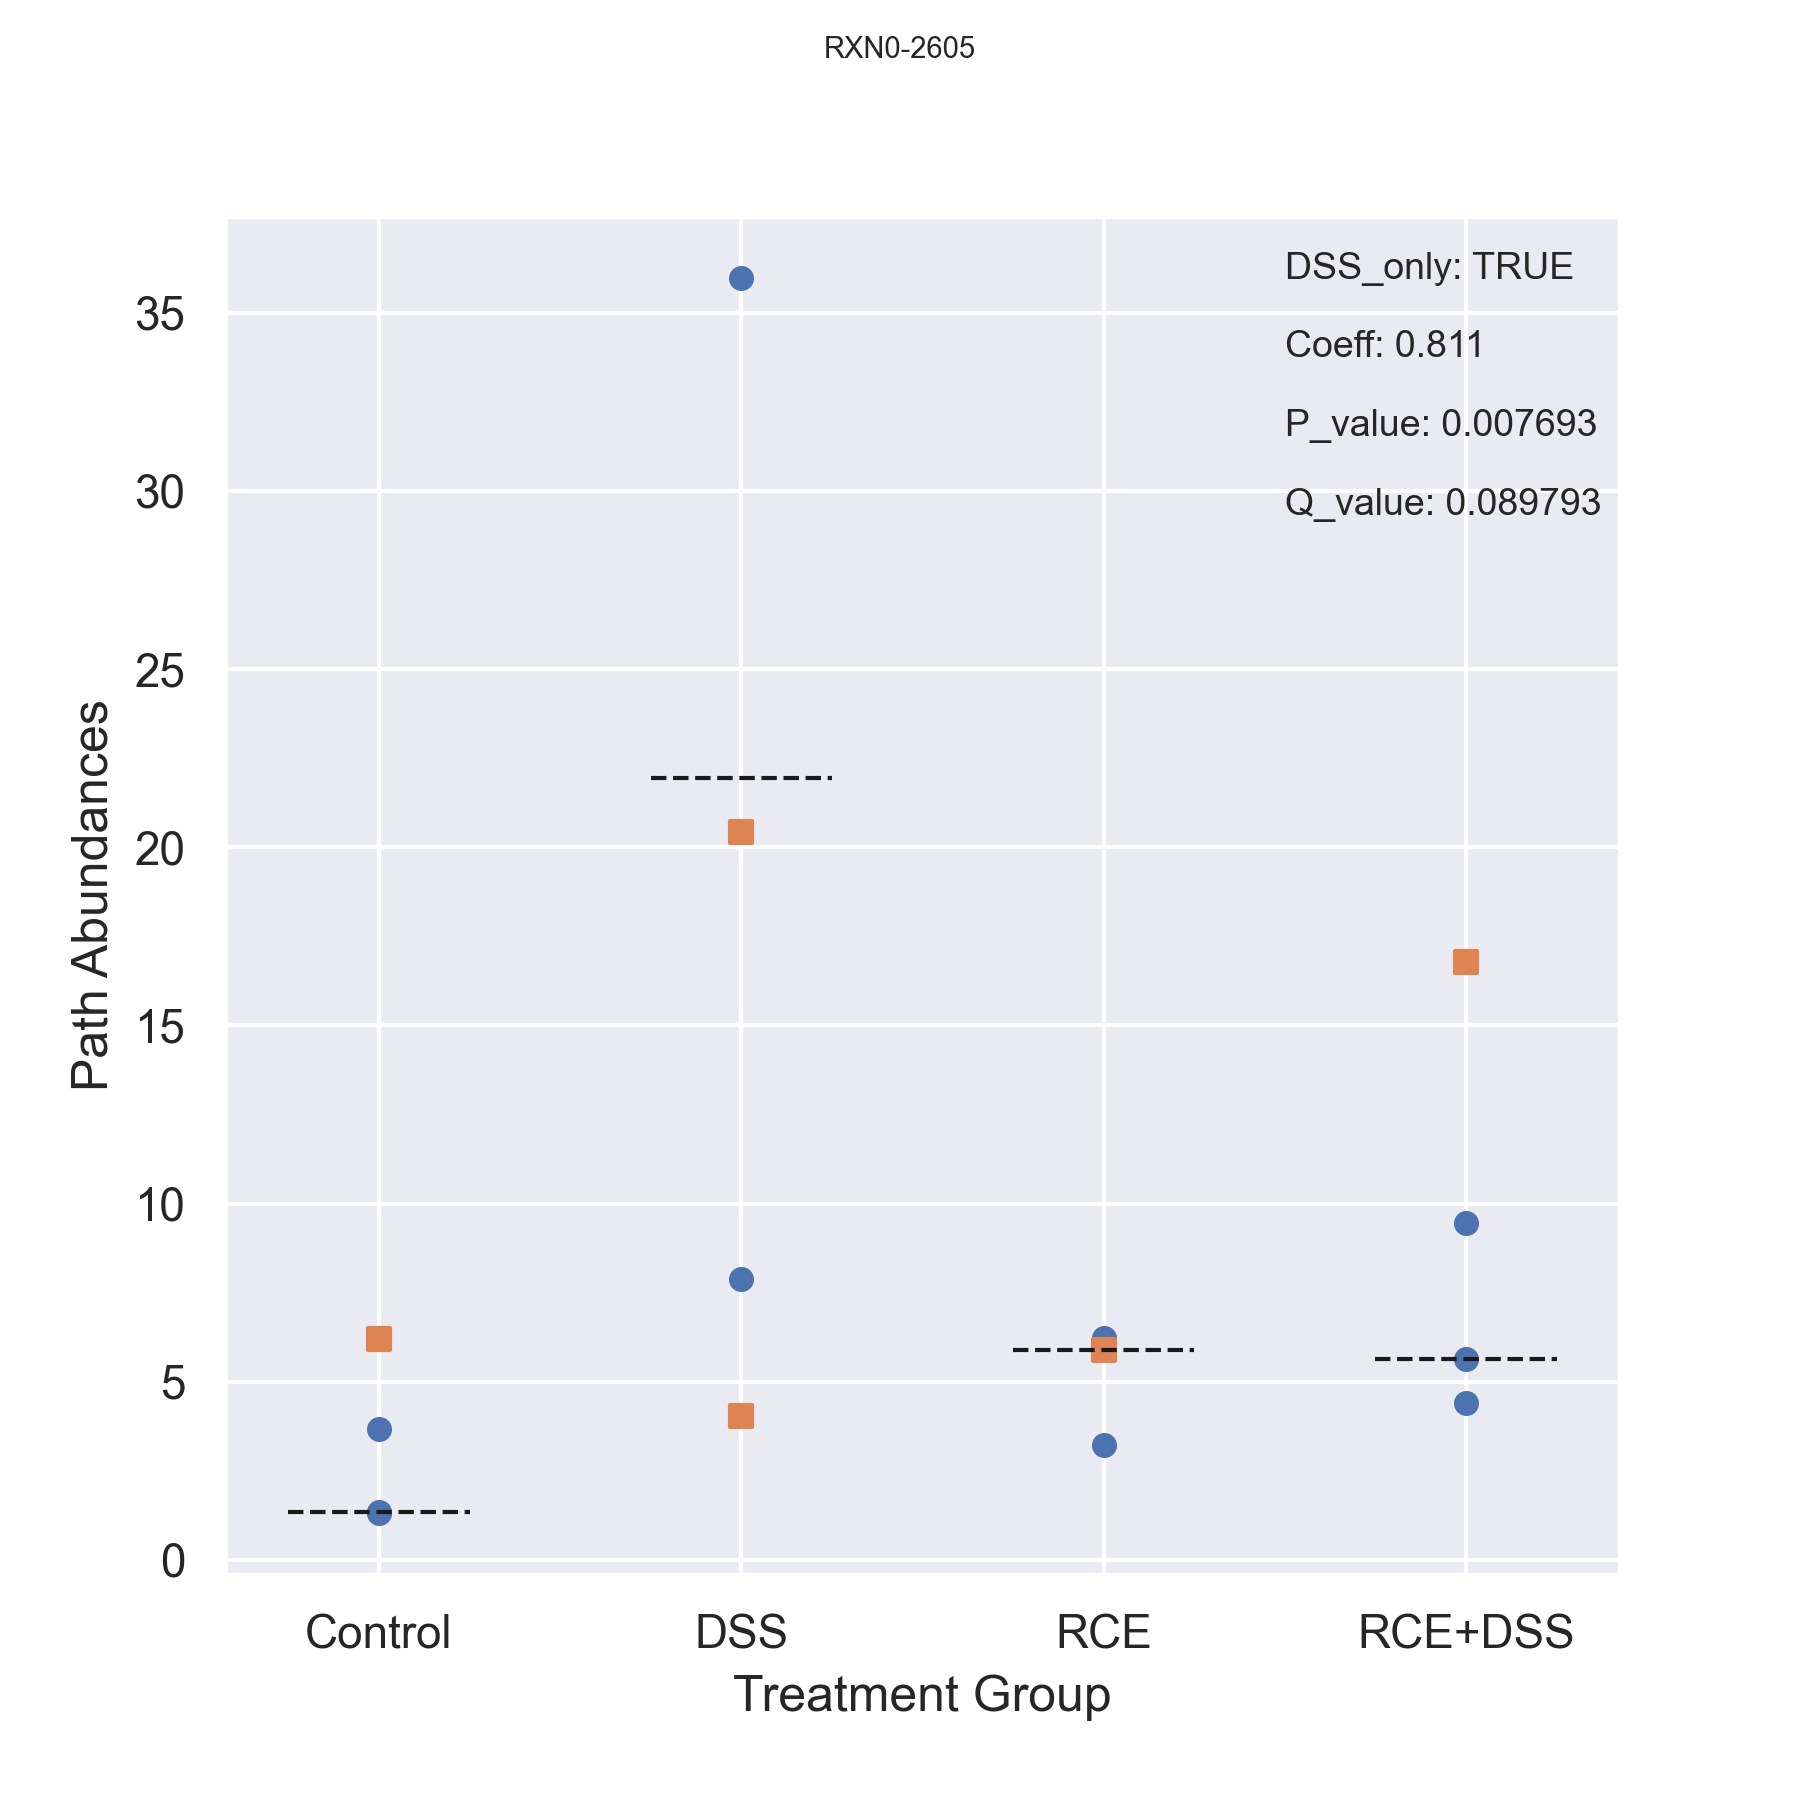 RXN0-2605
DSS_only: TRUE
Coeff: 0.811
P_value: 0.007693
Q_value: 0.089793
35
30
25
20
15
10
5
0
Path Abundances
Control
DSS
RCE
RCE+DSS
Treatment Group